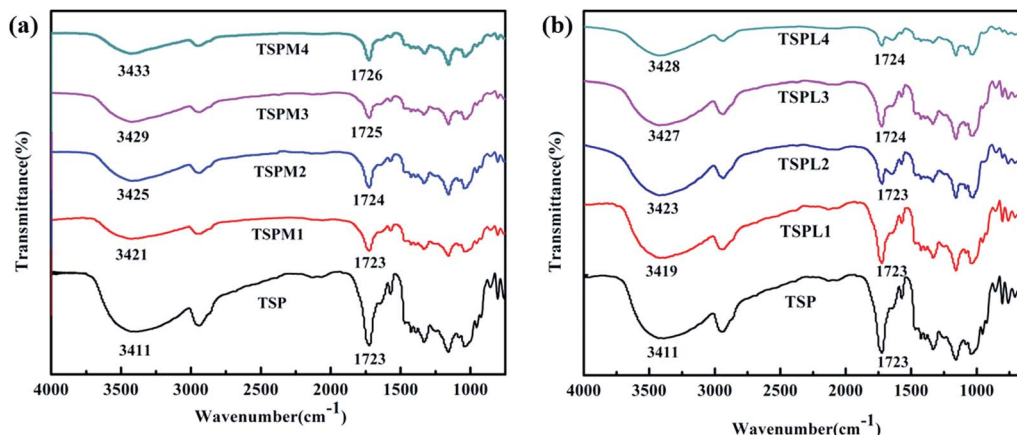 (a)
TSPM4
3433
1726
TSPM3
3429
1725
TSPM2
3425
1724
TSPM1
3421
1723
TSP
3411
1723
Transmittance(%)
4000 3500 3000 2500 2000 1500 1000
Wavenumber(cm-1)
(b)
TSPL4
3428
1724
TSPL3
3427
1724
TSPL2
3423
1723
TSPL1
3419
1723
TSP
3411
1723
Transmittance(%)
4000 3500 3000 2500 2000 1500 1000
Wavenumber(cm-1)